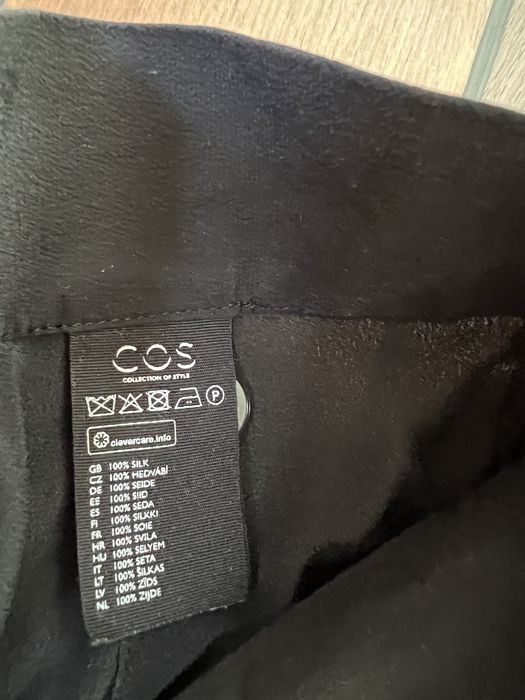 COS
COLLECTION OF STYLE
P
clevercare.info
GB 100% SILK
CZ 100% HEDVÁBÍ
DE 100% SEIDE
EE 100% SIID
ES 100% SEDA
FI 100% SILKKI
FR 100% SOIE
HR 100% SVILA
HU 100% SELYEM
IT 100% SETA
LT 100% ŠILKAS
LV 100% ZĪDS
NL 100% ZIJDE